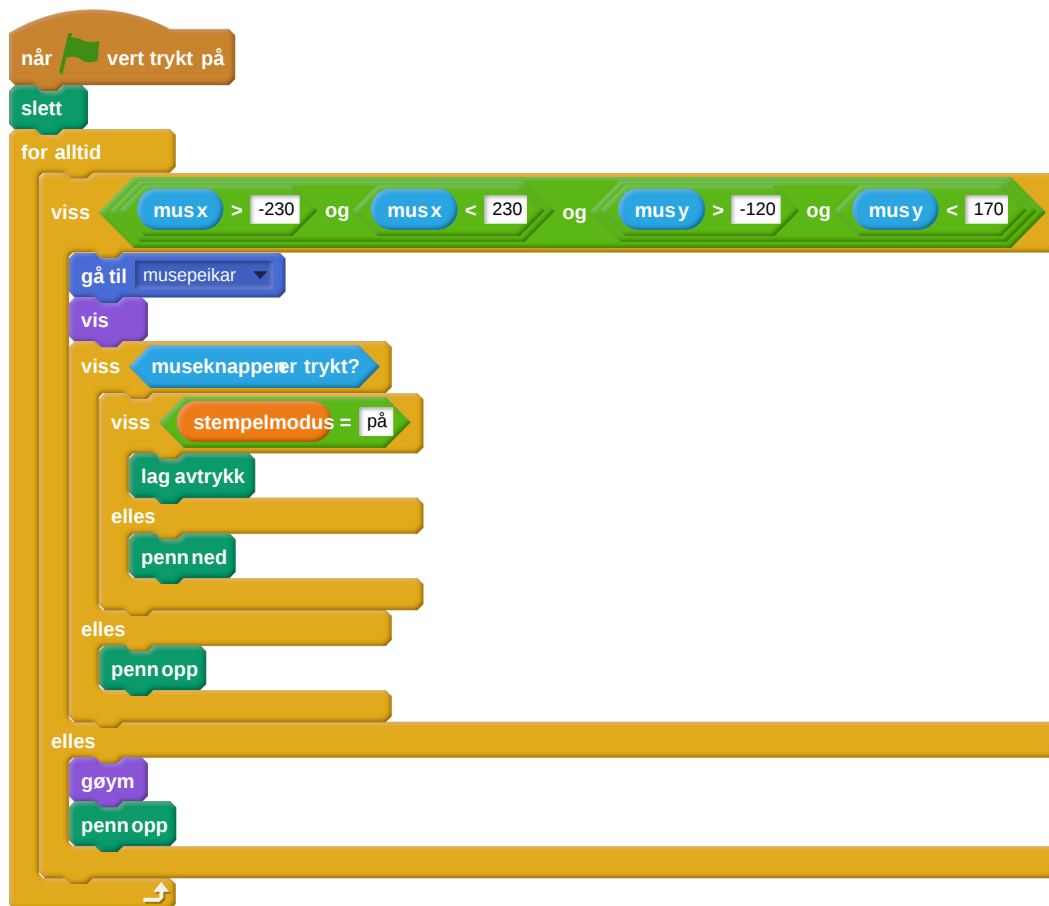 når vert trykt på
slett
for alltid
viss mus x > -230 og mus x < 230 og mus y > -120 og mus y < 170
gå til musepeikar
vis
viss museknappen er trykt?
viss stempelmodus = på
lag avtrykk
elles
penn ned
elles
penn opp
elles
gøym
penn opp